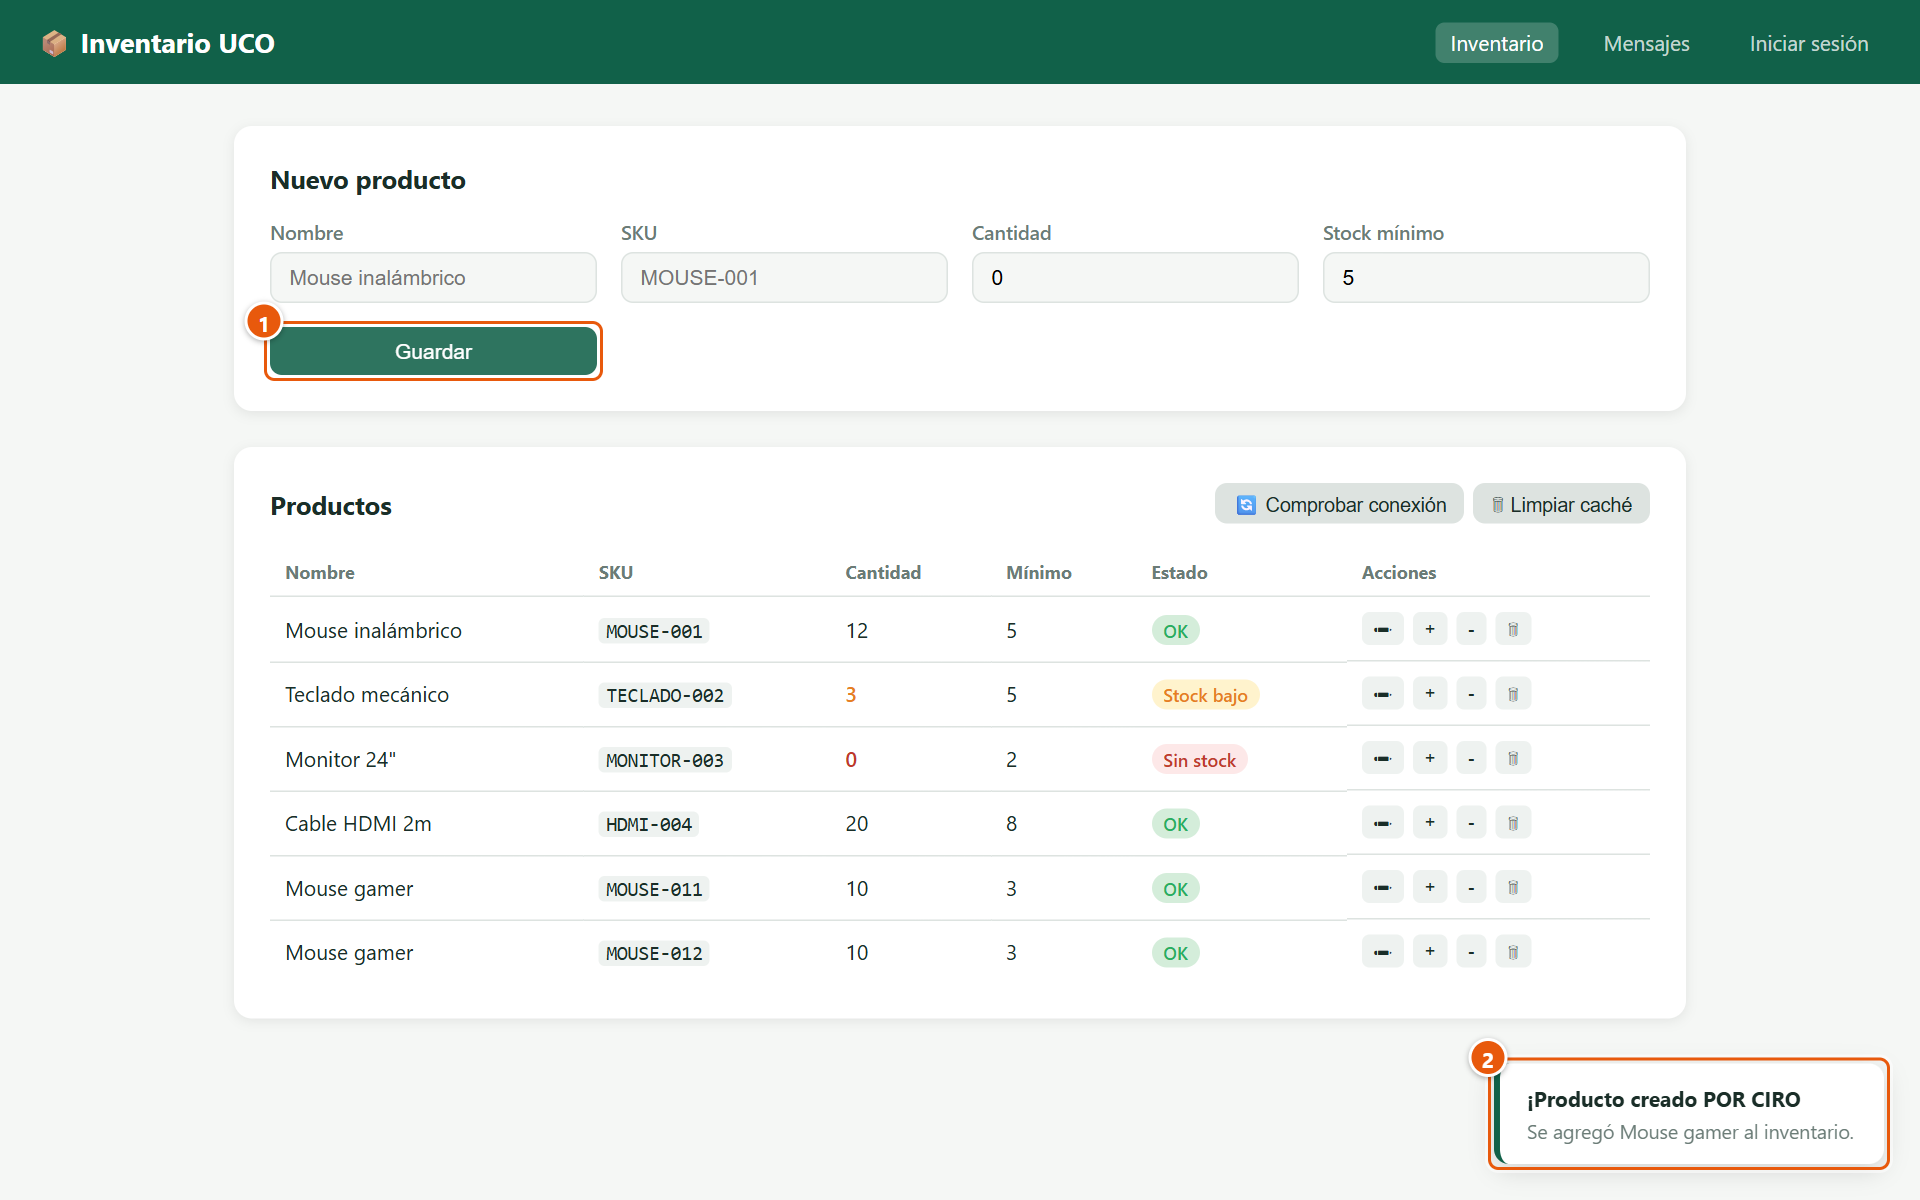 Inventario UCO
Inventario Mensajes Iniciar sesión
Nuevo producto
Nombre SKU Cantidad Stock mínimo
Mouse inalámbrico MOUSE-001 0 5
1
Guardar
Productos
Comprobar conexión Limpiar caché
Nombre SKU Cantidad Mínimo Estado Acciones
Mouse inalámbrico MOUSE-001 12 5 OK + -
Teclado mecánico TECLADO-002 3 5 Stock bajo + -
Monitor 24" MONITOR-003 0 2 Sin stock + -
Cable HDMI 2m HDMI-004 20 8 OK + -
Mouse gamer MOUSE-011 10 3 OK + -
Mouse gamer MOUSE-012 10 3 OK + -
2
¡Producto creado POR CIRO
Se agregó Mouse gamer al inventario.